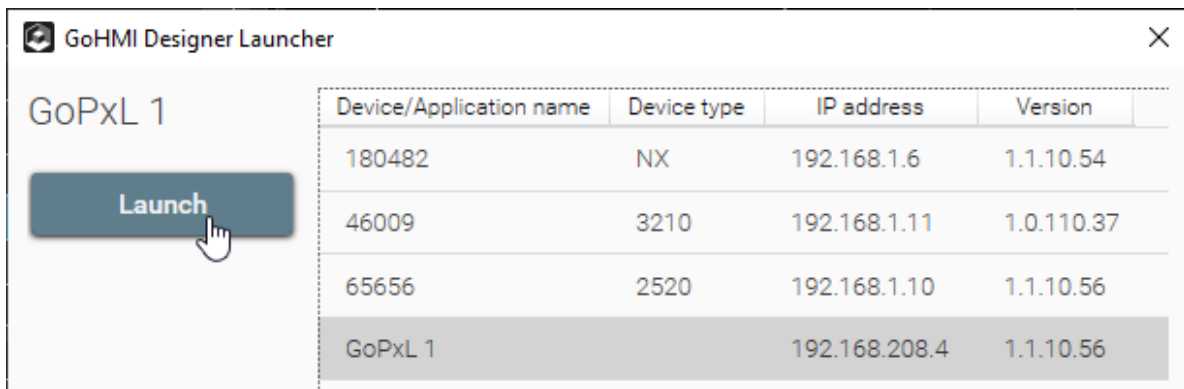 GoHMI Designer Launcher
GoPxL 1
Launch
Device/Application name Device type IP address Version
180482 NX 192.168.1.6 1.1.10.54
46009 3210 192.168.1.11 1.0.110.37
65656 2520 192.168.1.10 1.1.10.56
GoPxL 1 192.168.208.4 1.1.10.56